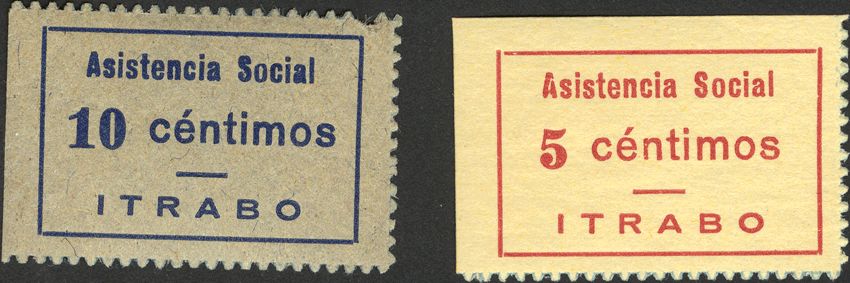 Asistencia Social
10 céntimos
ITRABO
Asistencia Social
5 céntimos
ITRABO